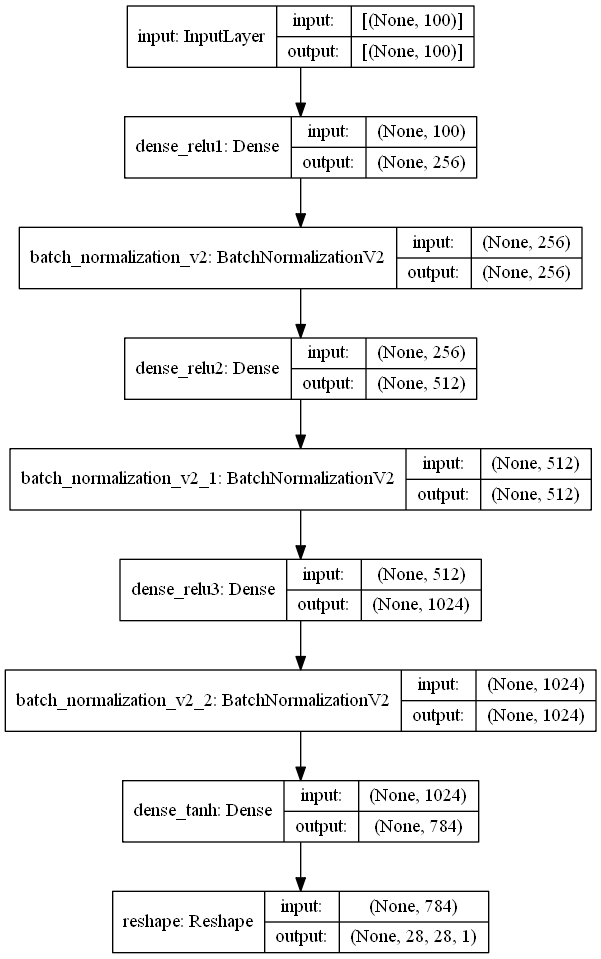 input: InputLayer
input: [(None, 100)]
output: [(None, 100)]
dense_relu1: Dense
input: (None, 100)
output: (None, 256)
batch_normalization_v2: BatchNormalizationV2
input: (None, 256)
output: (None, 256)
dense_relu2: Dense
input: (None, 256)
output: (None, 512)
batch_normalization_v2_1: BatchNormalizationV2
input: (None, 512)
output: (None, 512)
dense_relu3: Dense
input: (None, 512)
output: (None, 1024)
batch_normalization_v2_2: BatchNormalizationV2
input: (None, 1024)
output: (None, 1024)
dense_tanh: Dense
input: (None, 1024)
output: (None, 784)
reshape: Reshape
input: (None, 784)
output: (None, 28, 28, 1)